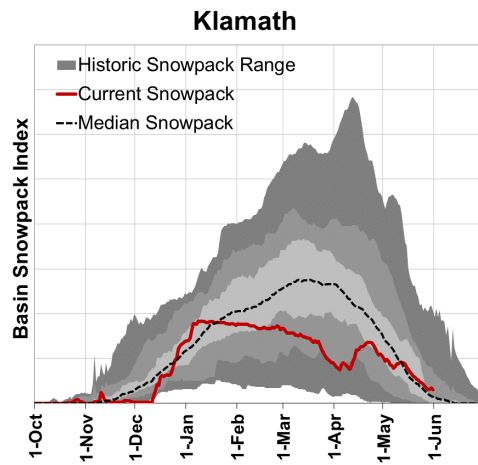 Klamath
Historic Snowpack Range
Current Snowpack
Median Snowpack
Basin Snowpack Index
1-Oct
1-Nov
1-Dec
1-Jan
1-Feb
1-Mar
1-Apr
1-May
1-Jun